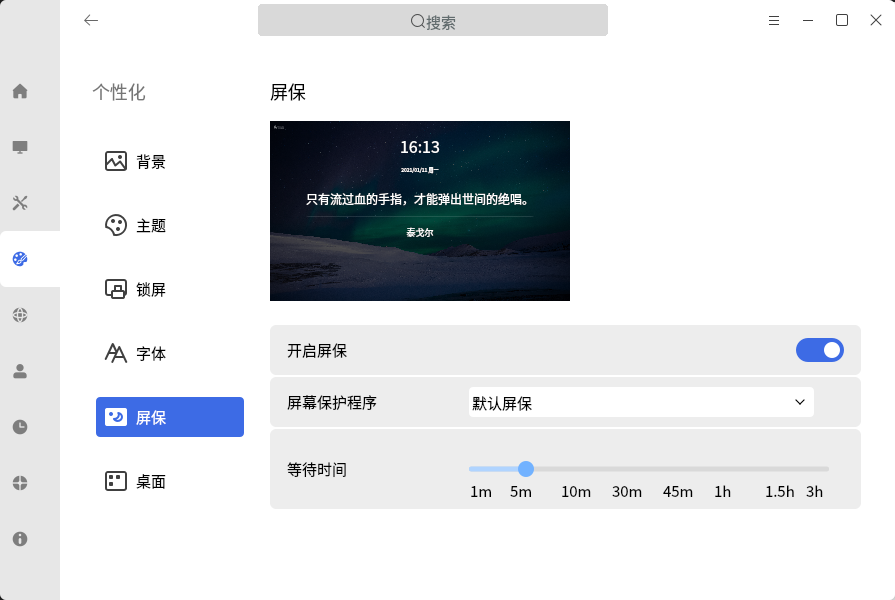 搜索
个性化
背景
主题
锁屏
字体
屏保
桌面
屏保
16:13
2021/01/11 周一
只有流过血的手指，才能弹出世间的绝唱。
泰戈尔
开启屏保
屏幕保护程序
默认屏保
等待时间
1m 5m 10m 30m 45m 1h 1.5h 3h